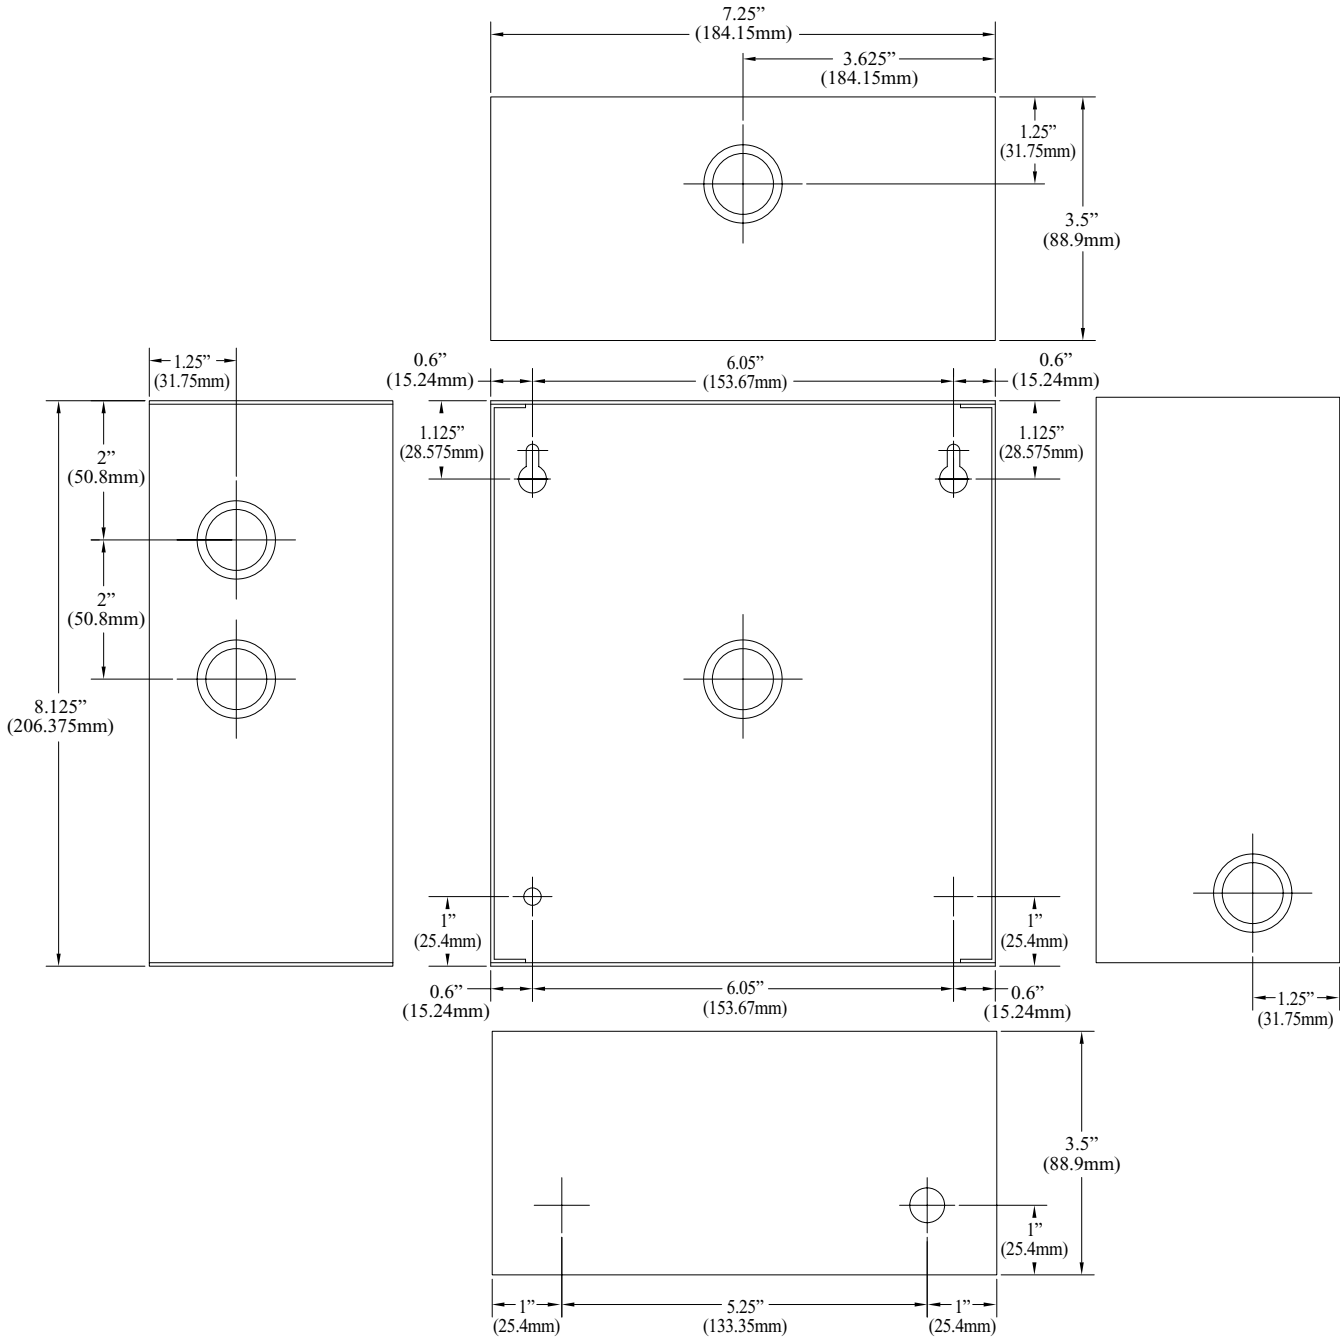 7.25”
(184.15mm)
3.625”
(184.15mm)
1.25”
(31.75mm)
3.5”
(88.9mm)
1.25”
(31.75mm)
0.6”
(15.24mm)
6.05”
(153.67mm)
0.6”
(15.24mm)
2”
(50.8mm)
1.125”
(28.575mm)
1.125”
(28.575mm)
2”
(50.8mm)
8.125”
(206.375mm)
1”
(25.4mm)
1”
(25.4mm)
0.6”
(15.24mm)
6.05”
(153.67mm)
0.6”
(15.24mm)
1.25”
(31.75mm)
3.5”
(88.9mm)
1”
(25.4mm)
1”
(25.4mm)
5.25”
(133.35mm)
1”
(25.4mm)